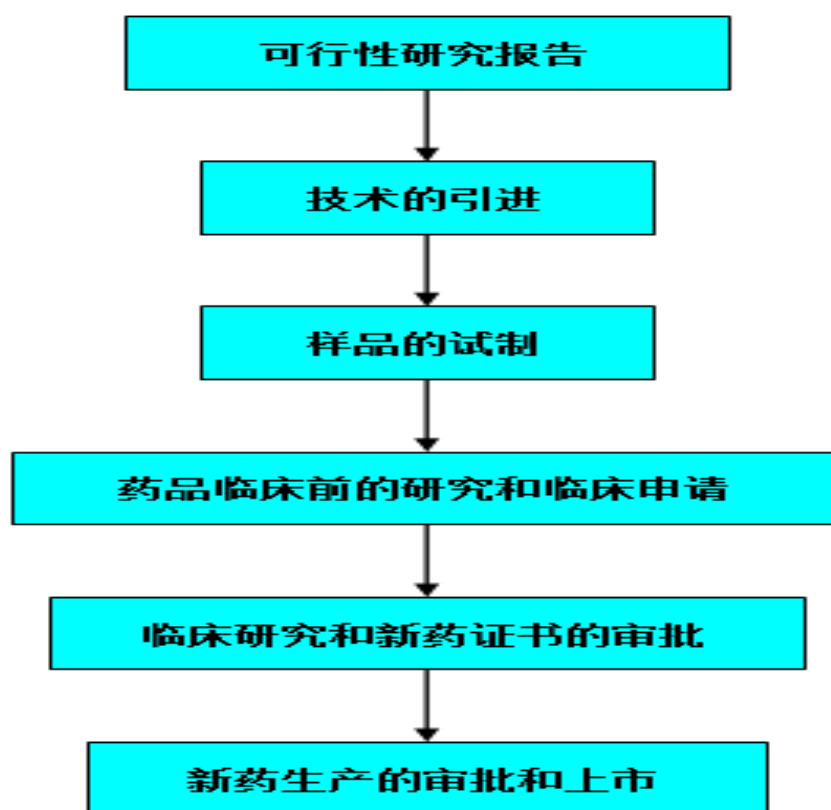 可行性研究报告
技术的引进
样品的试制
药品临床前的研究和临床申请
临床研究和新药证书的审批
新药生产的审批和上市